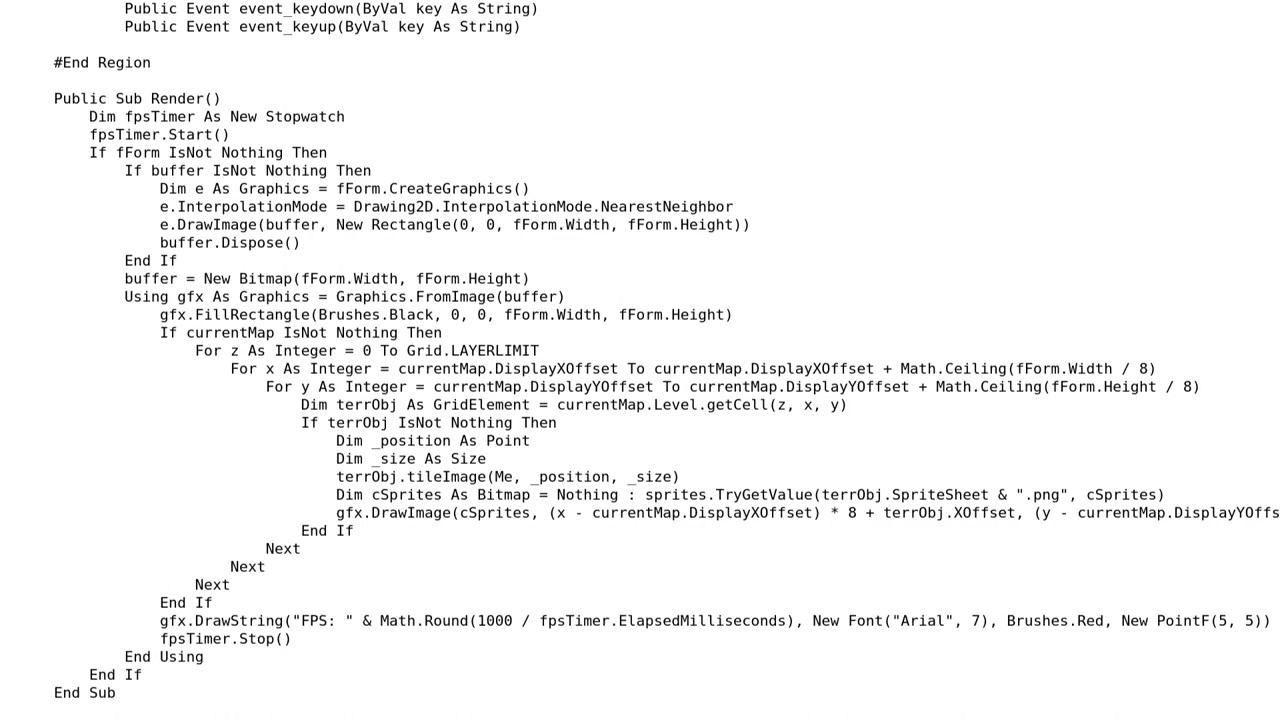 Public Event event_keydown(ByVal key As String)
Public Event event_keyup(ByVal key As String)
#End Region
Public Sub Render()
Dim fpsTimer As New Stopwatch
fpsTimer.Start()
If fForm IsNot Nothing Then
If buffer IsNot Nothing Then
Dim e As Graphics = fForm.CreateGraphics()
e.InterpolationMode = Drawing2D.InterpolationMode.NearestNeighbor
e.DrawImage(buffer, New Rectangle(0, 0, fForm.Width, fForm.Height))
buffer.Dispose()
End If
buffer = New Bitmap(fForm.Width, fForm.Height)
Using gfx As Graphics = Graphics.FromImage(buffer)
gfx.FillRectangle(Brushes.Black, 0, 0, fForm.Width, fForm.Height)
If currentMap IsNot Nothing Then
For z As Integer = 0 To Grid.LAYERLIMIT
For x As Integer = currentMap.DisplayXOffset To currentMap.DisplayXOffset + Math.Ceiling(fForm.Width / 8)
For y As Integer = currentMap.DisplayYOffset To currentMap.DisplayYOffset + Math.Ceiling(fForm.Height / 8)
Dim terrObj As GridElement = currentMap.Level.getCell(z, x, y)
If terrObj IsNot Nothing Then
Dim _position As Point
Dim _size As Size
terrObj.tileImage(Me, _position, _size)
Dim cSprites As Bitmap = Nothing : sprites.TryGetValue(terrObj.SpriteSheet & ".png", cSprites)
gfx.DrawImage(cSprites, (x - currentMap.DisplayXOffset) * 8 + terrObj.XOffset, (y - currentMap.DisplayYOffs
End If
Next
Next
Next
End If
gfx.DrawString("FPS: " & Math.Round(1000 / fpsTimer.ElapsedMilliseconds), New Font("Arial", 7), Brushes.Red, New PointF(5, 5))
fpsTimer.Stop()
End Using
End If
End Sub